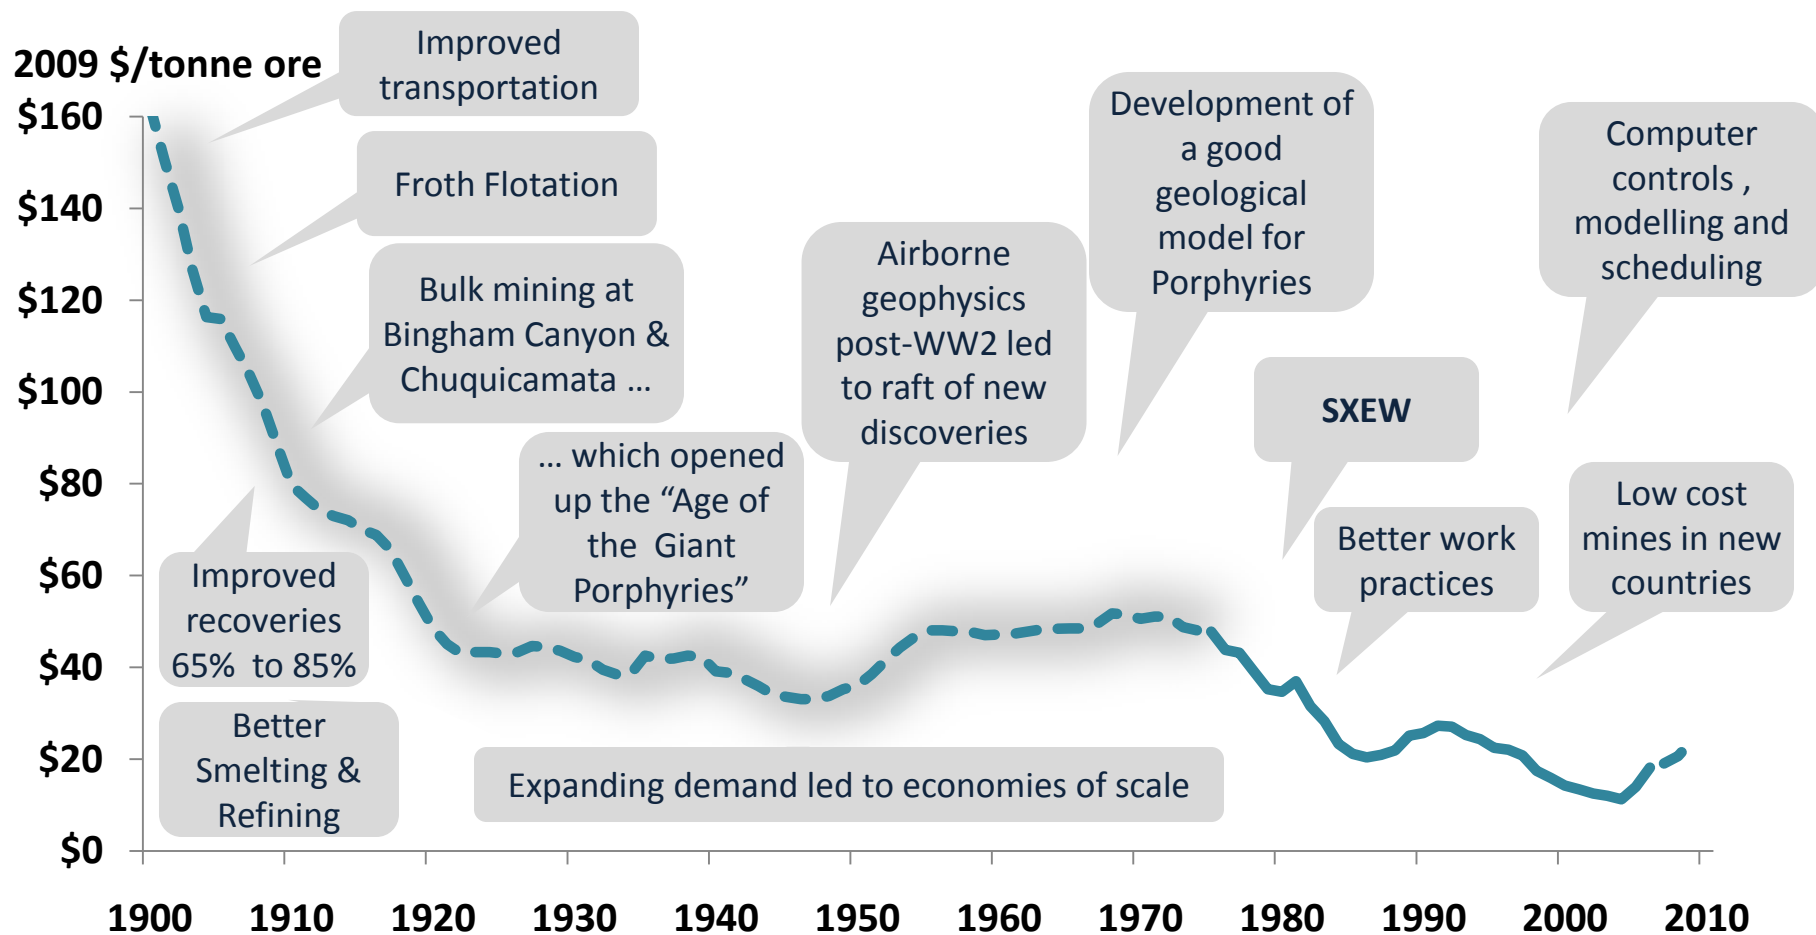 2009 $/tonne ore
$160
$140
$120
$100
$80
$60
$40
$20
$0
Improved
transportation
Froth Flotation
Bulk mining at
Bingham Canyon &
Chuquicamata ...
Improved
recoveries
65% to 85%
Better
Smelting &
Refining
... which opened
up the “Age of
the Giant
Porphyries”
Expanding demand led to economies of scale
Airborne
geophysics
post-WW2 led
to raft of new
discoveries
Development of
a good
geological
model for
Porphyries
SXEW
Better work
practices
Computer
controls ,
modelling and
scheduling
Low cost
mines in new
countries
1900 1910 1920 1930 1940 1950 1960 1970 1980 1990 2000 2010